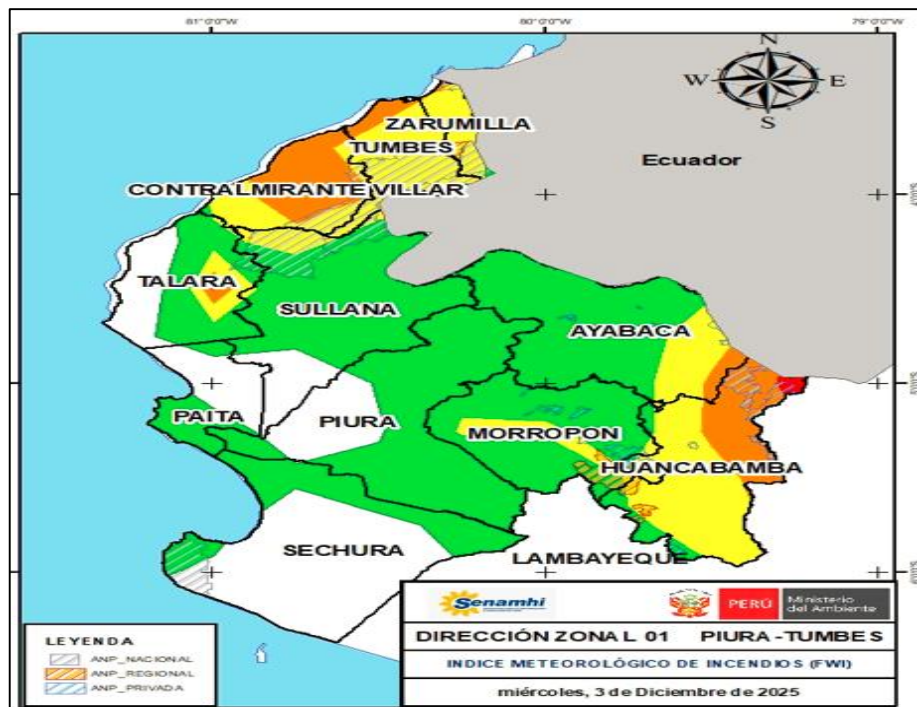 81°0'0"W 80°0'0"W 79°0'0"W
N
W E
S
ZARUMILLA
TUMBES
Ecuador
CONTRALMIRANTE VILLAR
TALARA
SULLANA
AYABACA
PAITA
PIURA
MORROPON
HUANCABAMBA
SECHURA
LAMBAYEQUE
Senamhi
PERÚ Ministerio
del Ambiente
DIRECCIÓN ZONAL 01 PIURA - TUMBES
INDICE METEOROLÓGICO DE INCENDIOS (FWI)
miércoles, 3 de Diciembre de 2025
LEYENDA
ANP_NACIONAL
ANP_REGIONAL
ANP_PRIVADA